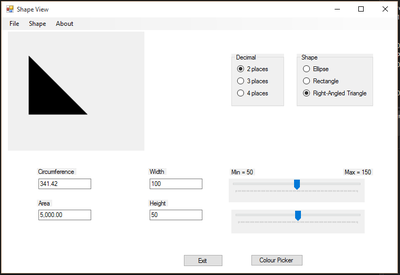 Shape View
File Shape About
Decimal Shape
2 places Ellipse
3 places Rectangle
4 places Right-Angled Triangle
Circumference Width Min = 50 Max = 150
341.42 100
Area Height
5,000.00 50
Exit Colour Picker